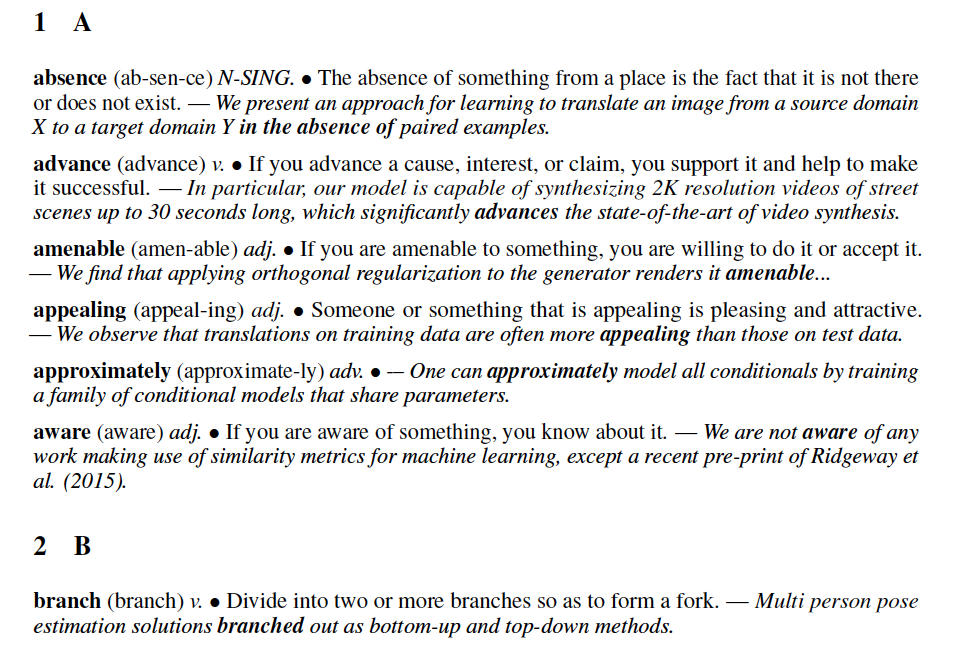 1 A
absence (ab-sen-ce) N-SING. ● The absence of something from a place is the fact that it is not there
or does not exist. — We present an approach for learning to translate an image from a source domain
X to a target domain Y in the absence of paired examples.
advance (advance) v. ● If you advance a cause, interest, or claim, you support it and help to make
it successful. — In particular, our model is capable of synthesizing 2K resolution videos of street
scenes up to 30 seconds long, which significantly advances the state-of-the-art of video synthesis.
amenable (amen-able) adj. ● If you are amenable to something, you are willing to do it or accept it.
— We find that applying orthogonal regularization to the generator renders it amenable...
appealing (appeal-ing) adj. ● Someone or something that is appealing is pleasing and attractive.
— We observe that translations on training data are often more appealing than those on test data.
approximately (approximate-ly) adv. ● — One can approximately model all conditionals by training
a family of conditional models that share parameters.
aware (aware) adj. ● If you are aware of something, you know about it. — We are not aware of any
work making use of similarity metrics for machine learning, except a recent pre-print of Ridgeway et
al. (2015).
2 B
branch (branch) v. ● Divide into two or more branches so as to form a fork. — Multi person pose
estimation solutions branched out as bottom-up and top-down methods.